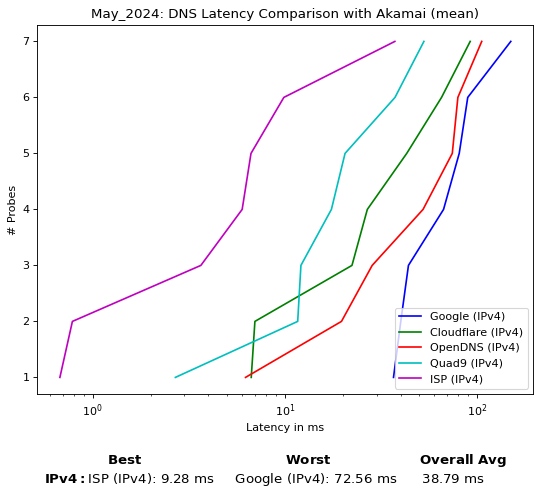 May_2024: DNS Latency Comparison with Akamai (mean)
7
6
5
4
3
2
1
# Probes
Google (IPv4)
Cloudflare (IPv4)
OpenDNS (IPv4)
Quad9 (IPv4)
ISP (IPv4)
10⁰ 10¹ 10²
Latency in ms
Best Worst Overall Avg
IPv4: ISP (IPv4): 9.28 ms Google (IPv4): 72.56 ms 38.79 ms